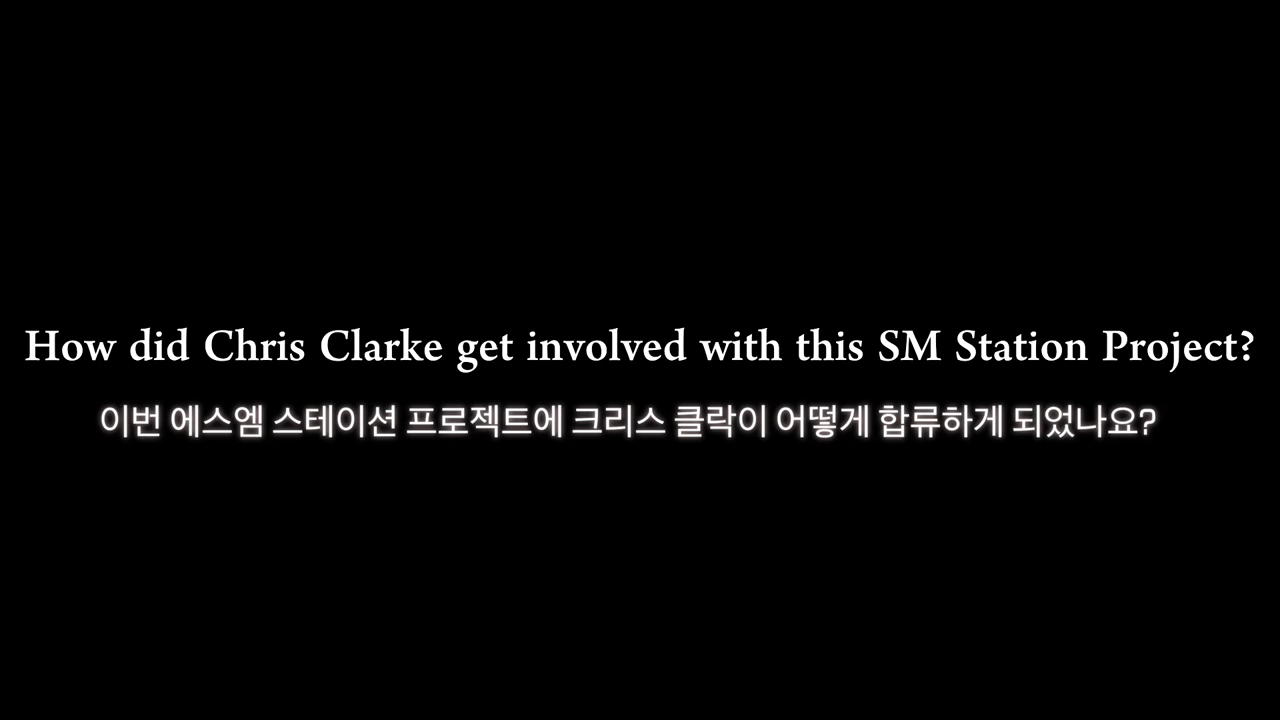 How did Chris Clarke get involved with this SM Station Project?
이번 에스엠 스테이션 프로젝트에 크리스 클락이 어떻게 합류하게 되었나요?